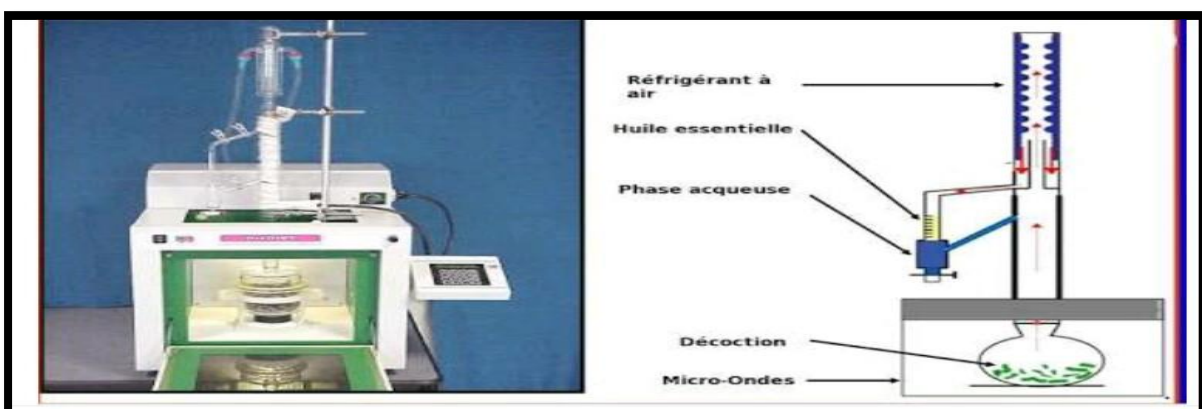 Réfrigérant à
air
Huile essentielle
Phase acqueuse
Décoction
Micro-Ondes